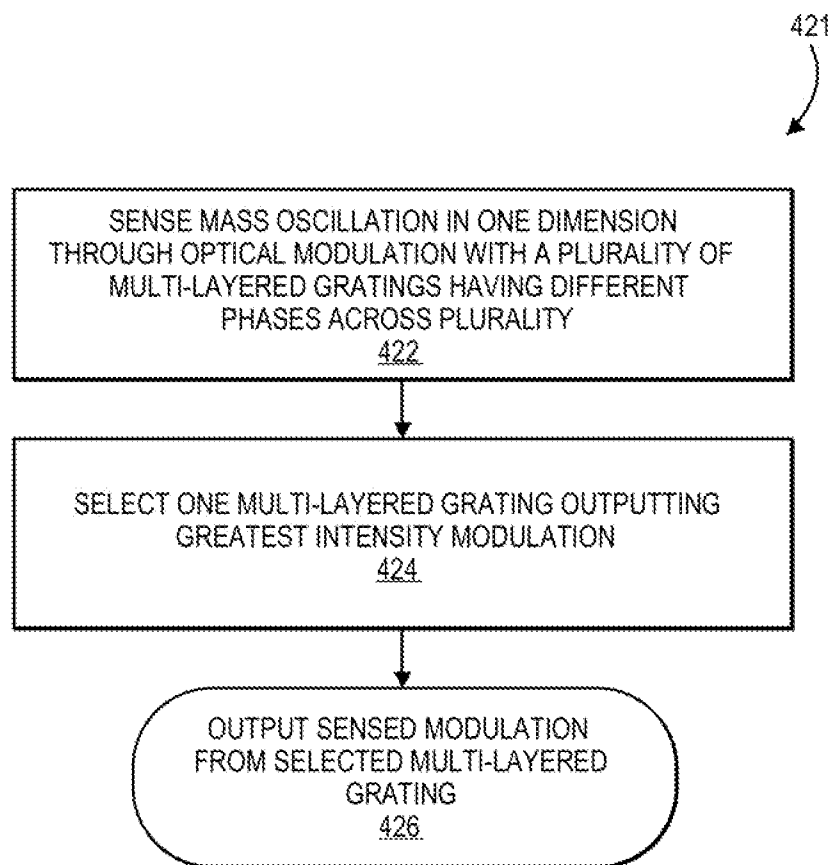 421
SENSE MASS OSCILLATION IN ONE DIMENSION
THROUGH OPTICAL MODULATION WITH A PLURALITY OF
MULTI-LAYERED GRATINGS HAVING DIFFERENT
PHASES ACROSS PLURALITY
422
SELECT ONE MULTI-LAYERED GRATING OUTPUTTING
GREATEST INTENSITY MODULATION
424
OUTPUT SENSED MODULATION
FROM SELECTED MULTI-LAYERED
GRATING
426